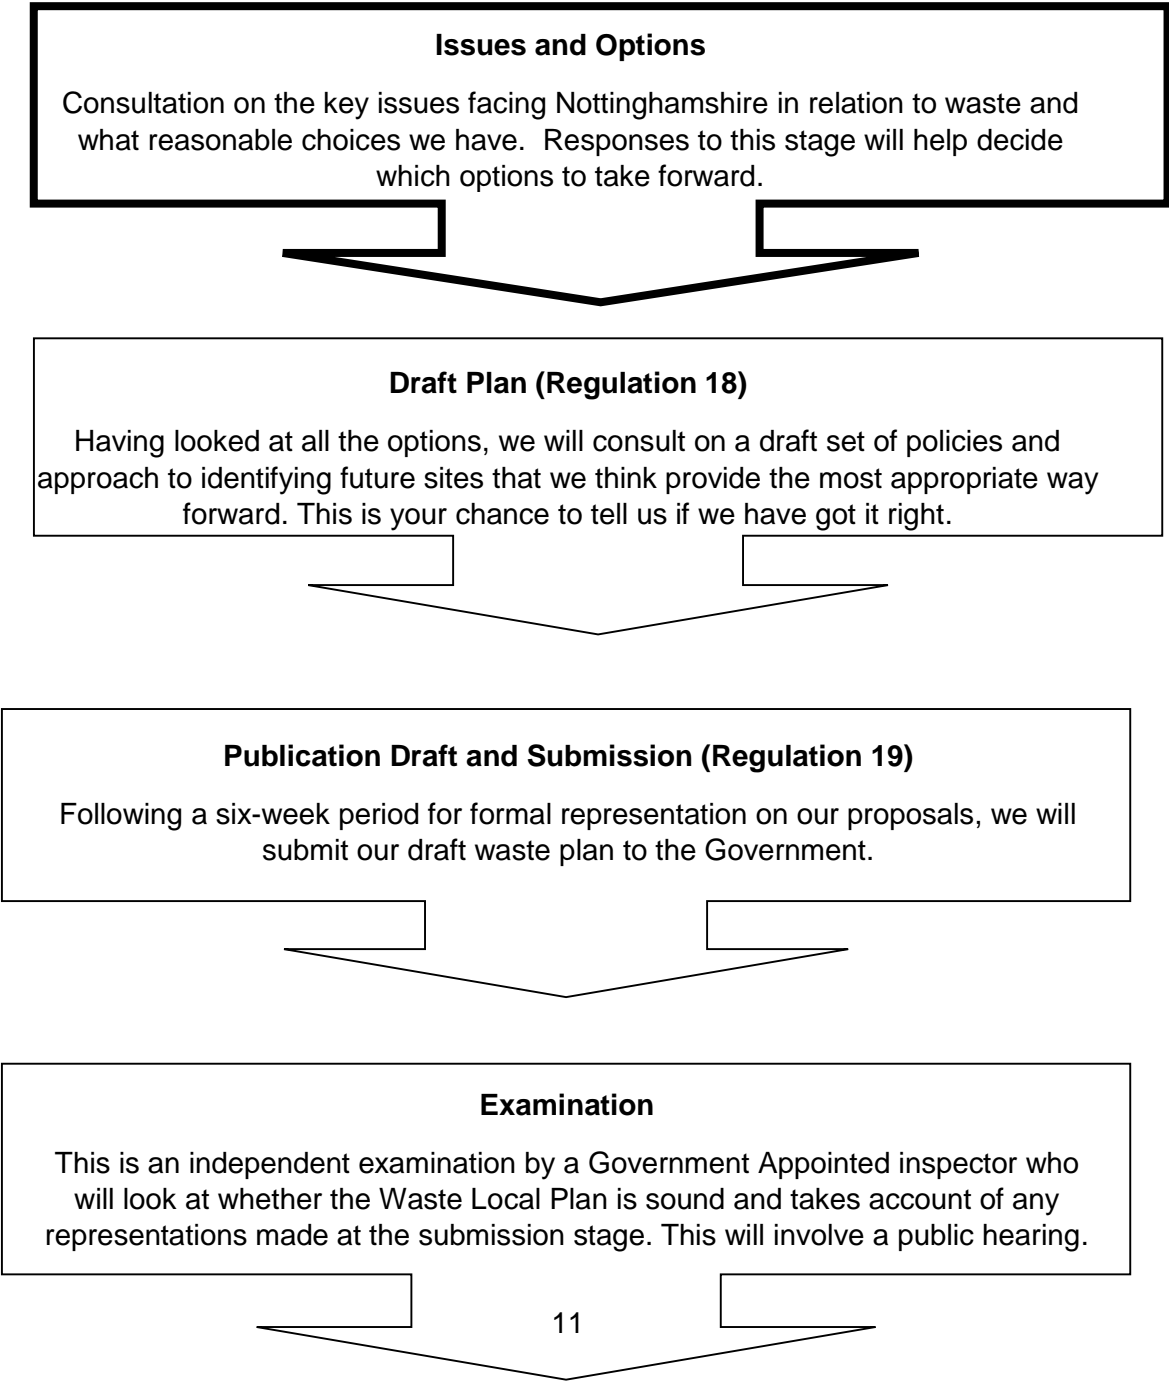 Issues and Options
Consultation on the key issues facing Nottinghamshire in relation to waste and
what reasonable choices we have.  Responses to this stage will help decide
which options to take forward.
Draft Plan (Regulation 18)
Having looked at all the options, we will consult on a draft set of policies and
approach to identifying future sites that we think provide the most appropriate way
forward. This is your chance to tell us if we have got it right.
Publication Draft and Submission (Regulation 19)
Following a six-week period for formal representation on our proposals, we will
submit our draft waste plan to the Government.
Examination
This is an independent examination by a Government Appointed inspector who
will look at whether the Waste Local Plan is sound and takes account of any
representations made at the submission stage. This will involve a public hearing.
11